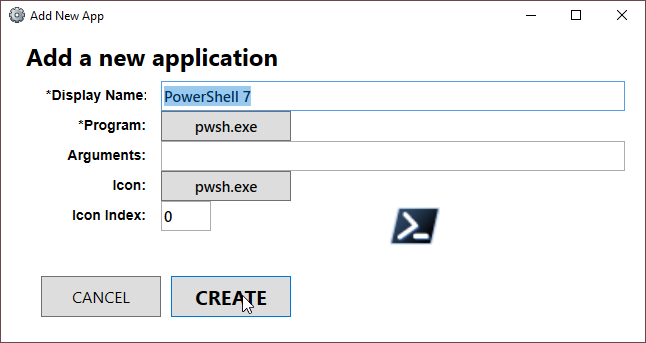 Add New App
Add a new application
*Display Name: PowerShell 7
*Program: pwsh.exe
Arguments:
Icon: pwsh.exe
Icon Index: 0
CANCEL CREATE